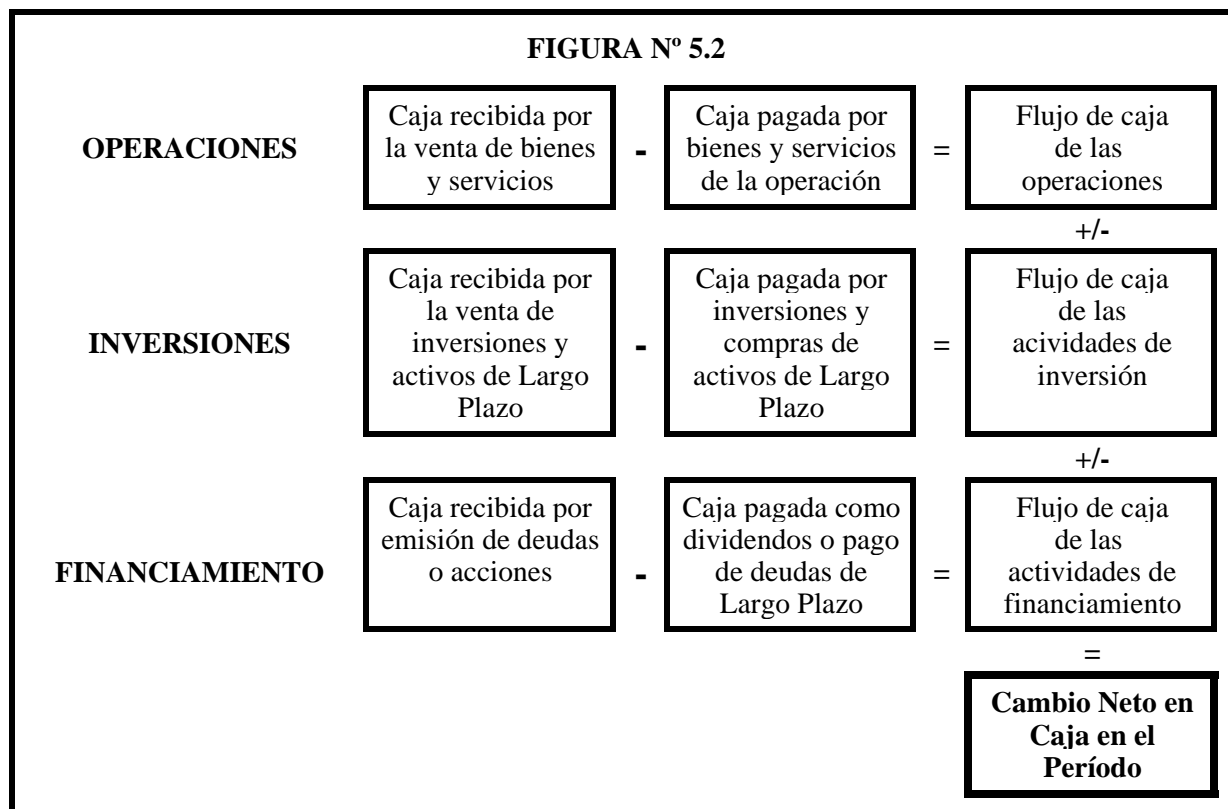 FIGURA Nº 5.2
OPERACIONES
Caja recibida por
la venta de bienes
y servicios
-
Caja pagada por
bienes y servicios
de la operación
=
Flujo de caja
de las
operaciones
+/-
INVERSIONES
Caja recibida por
la venta de
inversiones y
activos de Largo
Plazo
-
Caja pagada por
inversiones y
compras de
activos de Largo
Plazo
=
Flujo de caja
de las
acividades de
inversión
+/-
FINANCIAMIENTO
Caja recibida por
emisión de deudas
o acciones
-
Caja pagada como
dividendos o pago
de deudas de
Largo Plazo
=
Flujo de caja
de las
actividades de
financiamiento
=
Cambio Neto en
Caja en el
Período